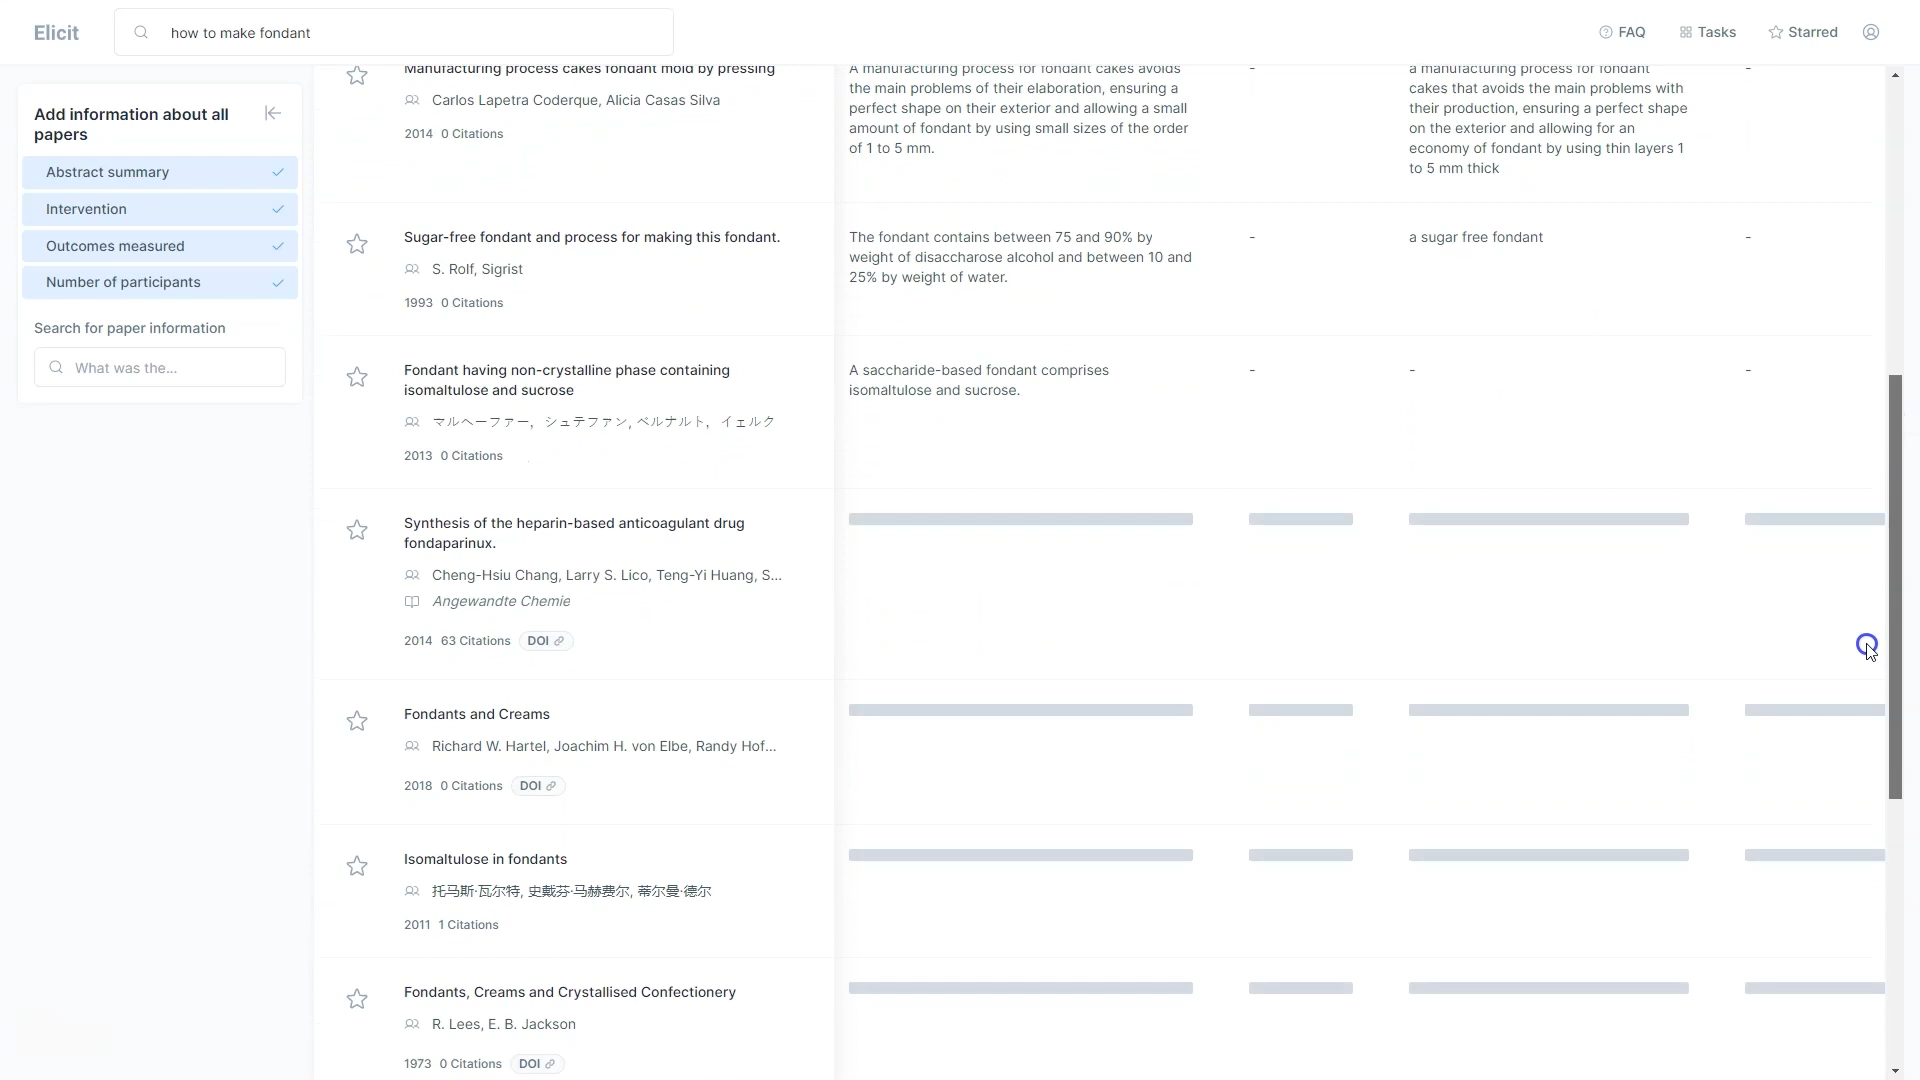 Elicit
how to make fondant
FAQ
Tasks
Starred
Add information about all
papers
Abstract summary
Intervention
Outcomes measured
Number of participants
Search for paper information
What was the...
Manufacturing process cakes fondant mold by pressing
Carlos Lapetra Coderque, Alicia Casas Silva
2014 0 Citations
A manufacturing process for fondant cakes avoids
the main problems of their elaboration, ensuring a
perfect shape on their exterior and allowing a small
amount of fondant by using small sizes of the order
of 1 to 5 mm.
-
a manufacturing process for fondant
cakes that avoids the main problems with
their production, ensuring a perfect shape
on the exterior and allowing for an
economy of fondant by using thin layers 1
to 5 mm thick
-
Sugar-free fondant and process for making this fondant.
S. Rolf, Sigrist
1993 0 Citations
The fondant contains between 75 and 90% by
weight of disaccharose alcohol and between 10 and
25% by weight of water.
-
a sugar free fondant
-
Fondant having non-crystalline phase containing
isomaltulose and sucrose
マルヘーファー，シュテファン, ベルナルト，イェルク
2013 0 Citations
A saccharide-based fondant comprises
isomaltulose and sucrose.
-
-
-
Synthesis of the heparin-based anticoagulant drug
fondaparinux.
Cheng-Hsiu Chang, Larry S. Lico, Teng-Yi Huang, S...
Angewandte Chemie
2014 63 Citations DOI
Fondants and Creams
Richard W. Hartel, Joachim H. von Elbe, Randy Hof...
2018 0 Citations DOI
Isomaltulose in fondants
托马斯·瓦尔特, 史戴芬·马赫费尔, 蒂尔曼·德尔
2011 1 Citations
Fondants, Creams and Crystallised Confectionery
R. Lees, E. B. Jackson
1973 0 Citations DOI